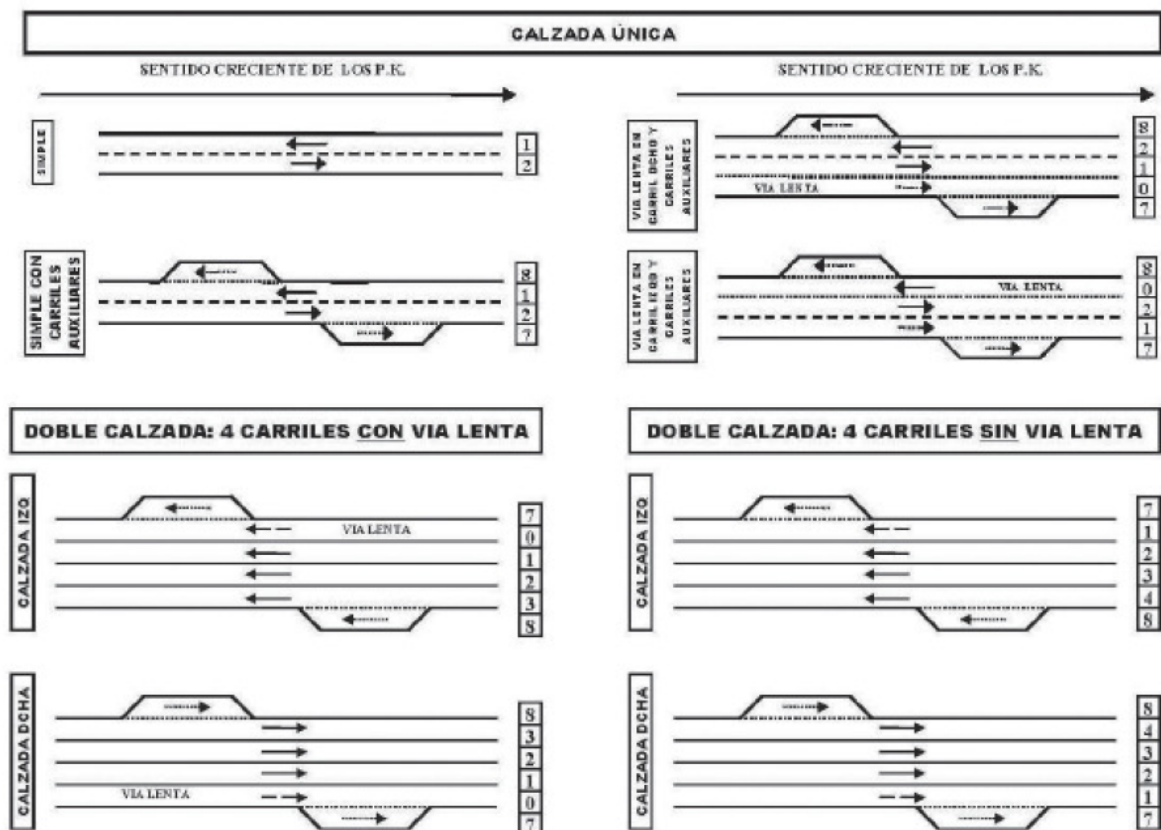 CALZADA ÚNICA
SENTIDO CRECIENTE DE LOS P.K.
SIMPLE
1
2
SIMPLE CON
CARRILES
AUXILIARES
8
1
2
7
SENTIDO CRECIENTE DE LOS P.K.
VIA LENTA EN
CARRIL DCHO Y
CARRILES
AUXILIARES
VIA LENTA
8
2
1
0
7
VIA LENTA EN
CARRIL IZQD Y
CARRILES
AUXILIARES
VIA LENTA
8
0
2
1
7
DOBLE CALZADA: 4 CARRILES CON VIA LENTA
CALZADA IZQ
VIA LENTA
7
0
1
2
3
8
CALZADA DCHA
VIA LENTA
8
3
2
1
0
7
DOBLE CALZADA: 4 CARRILES SIN VIA LENTA
CALZADA IZQ
7
1
2
3
4
8
CALZADA DCHA
8
4
3
2
1
7